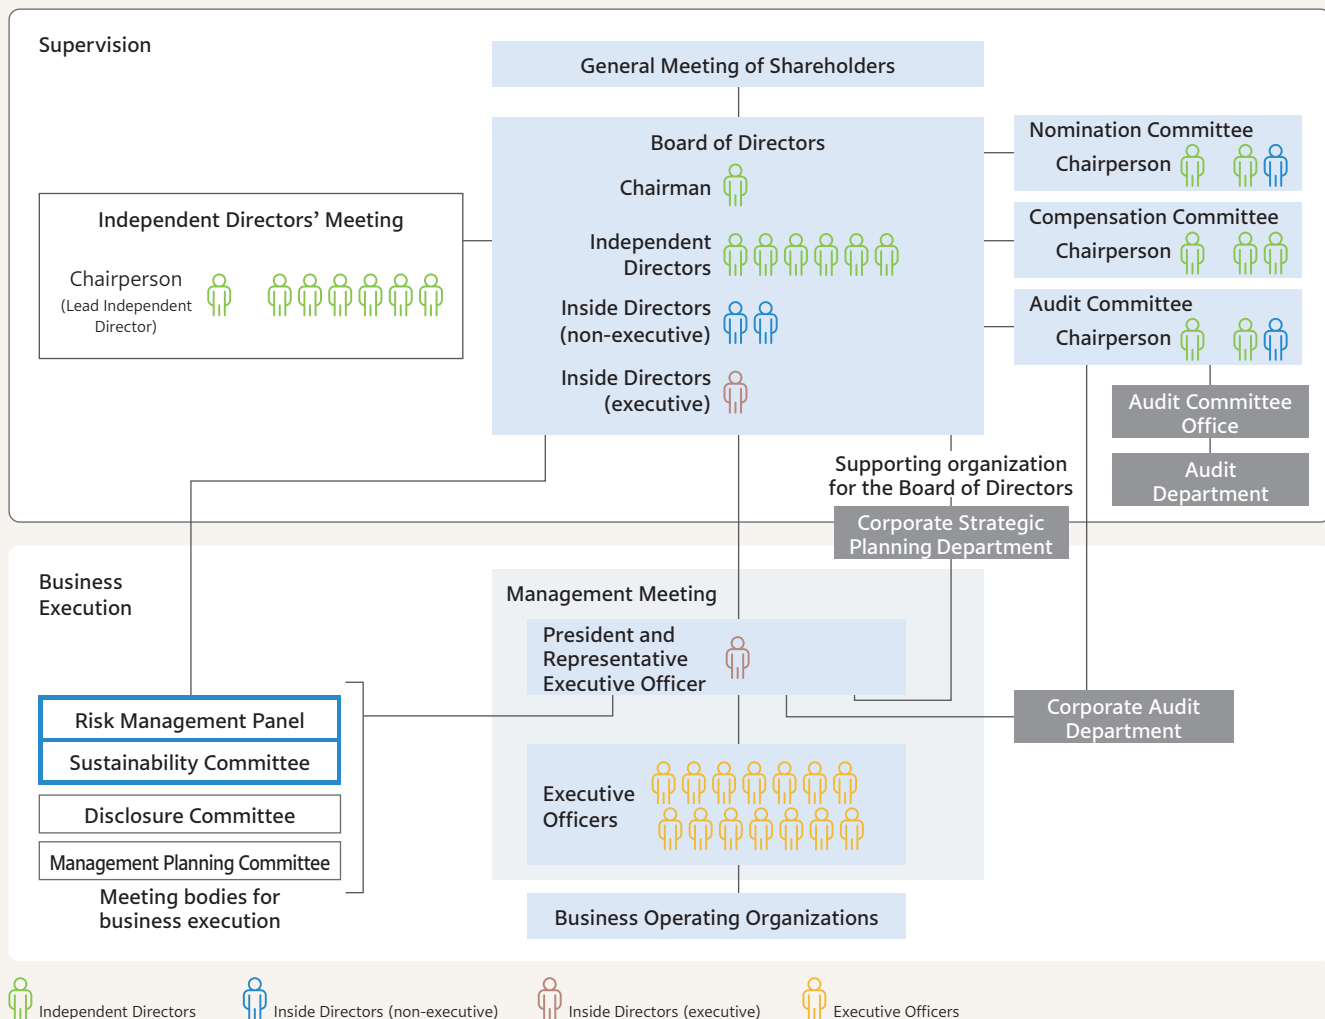 Supervision
General Meeting of Shareholders
Board of Directors
Chairman
Independent
Directors
Inside Directors
(non-executive)
Inside Directors
(executive)
Independent Directors’ Meeting
Chairperson
(Lead Independent
Director)
Nomination Committee
Chairperson
Compensation Committee
Chairperson
Audit Committee
Chairperson
Audit Committee
Office
Audit
Department
Supporting organization
for the Board of Directors
Corporate Strategic
Planning Department
Business
Execution
Management Meeting
President and
Representative
Executive Officer
Risk Management Panel
Sustainability Committee
Disclosure Committee
Management Planning Committee
Meeting bodies for
business execution
Corporate Audit
Department
Executive
Officers
Business Operating Organizations
Independent Directors
Inside Directors (non-executive)
Inside Directors (executive)
Executive Officers